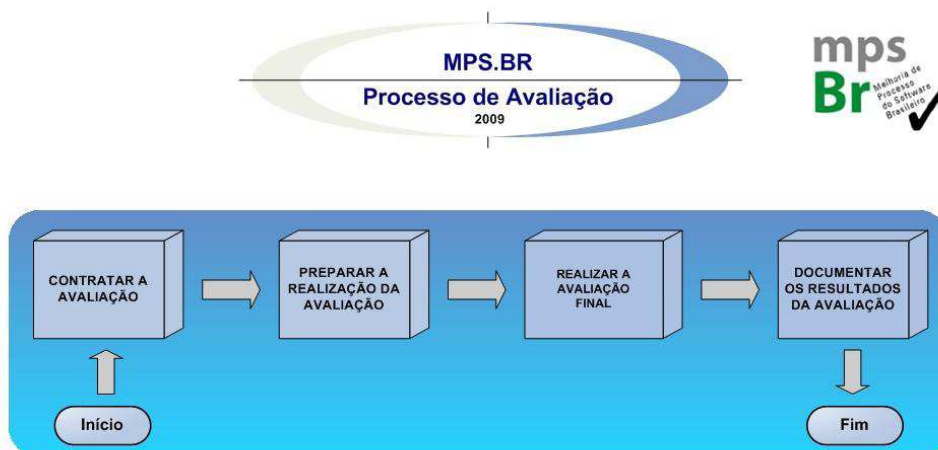 MPS.BR
Processo de Avaliação
2009
mps
Br
Melhoria de
Processo
do Software
Brasileiro
CONTRATAR A
AVALIAÇÃO
PREPARAR A
REALIZAÇÃO DA
AVALIAÇÃO
REALIZAR A
AVALIAÇÃO
FINAL
DOCUMENTAR
OS RESULTADOS
DA AVALIAÇÃO
Início
Fim